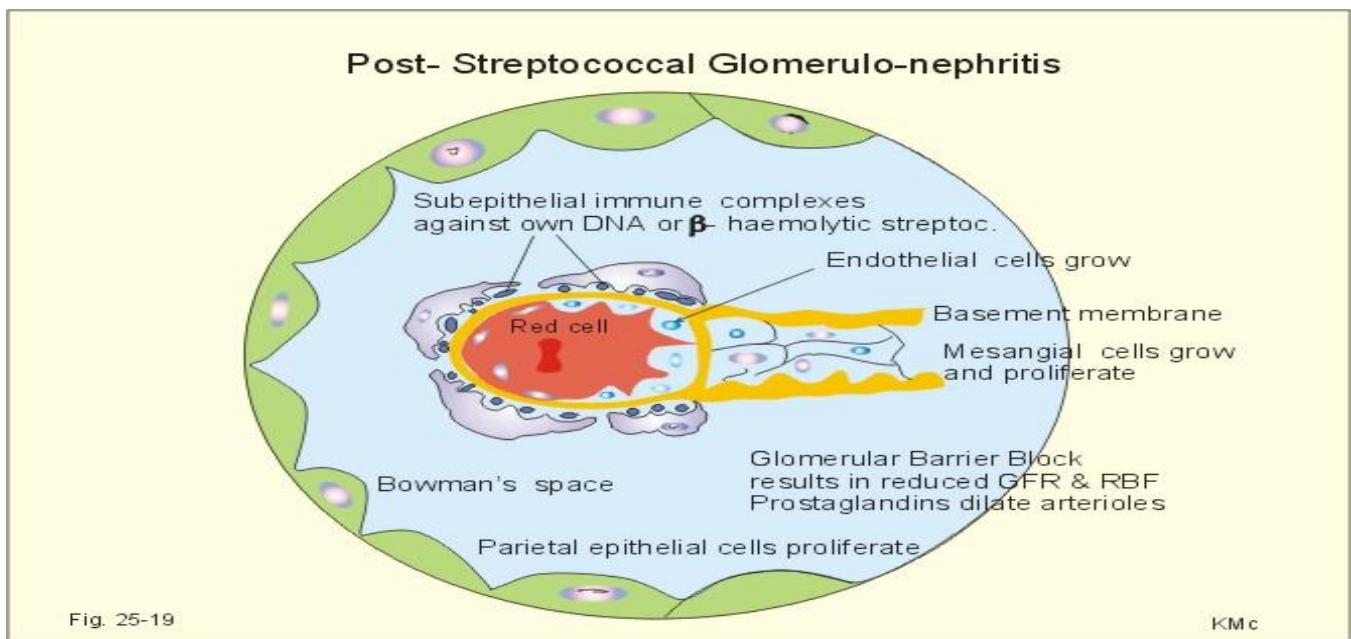 Post- Streptococcal Glomerulo-nephritis
Subepithelial immune complexes
against own DNA or β- haemolytic streptoc.
Endothelial cells grow
Red cell
Basement membrane
Mesangial cells grow
and proliferate
Glomerular Barrier Block
results in reduced GFR & RBF
Prostaglandins dilate arterioles
Bowman's space
Parietal epithelial cells proliferate
Fig. 25-19
KMc